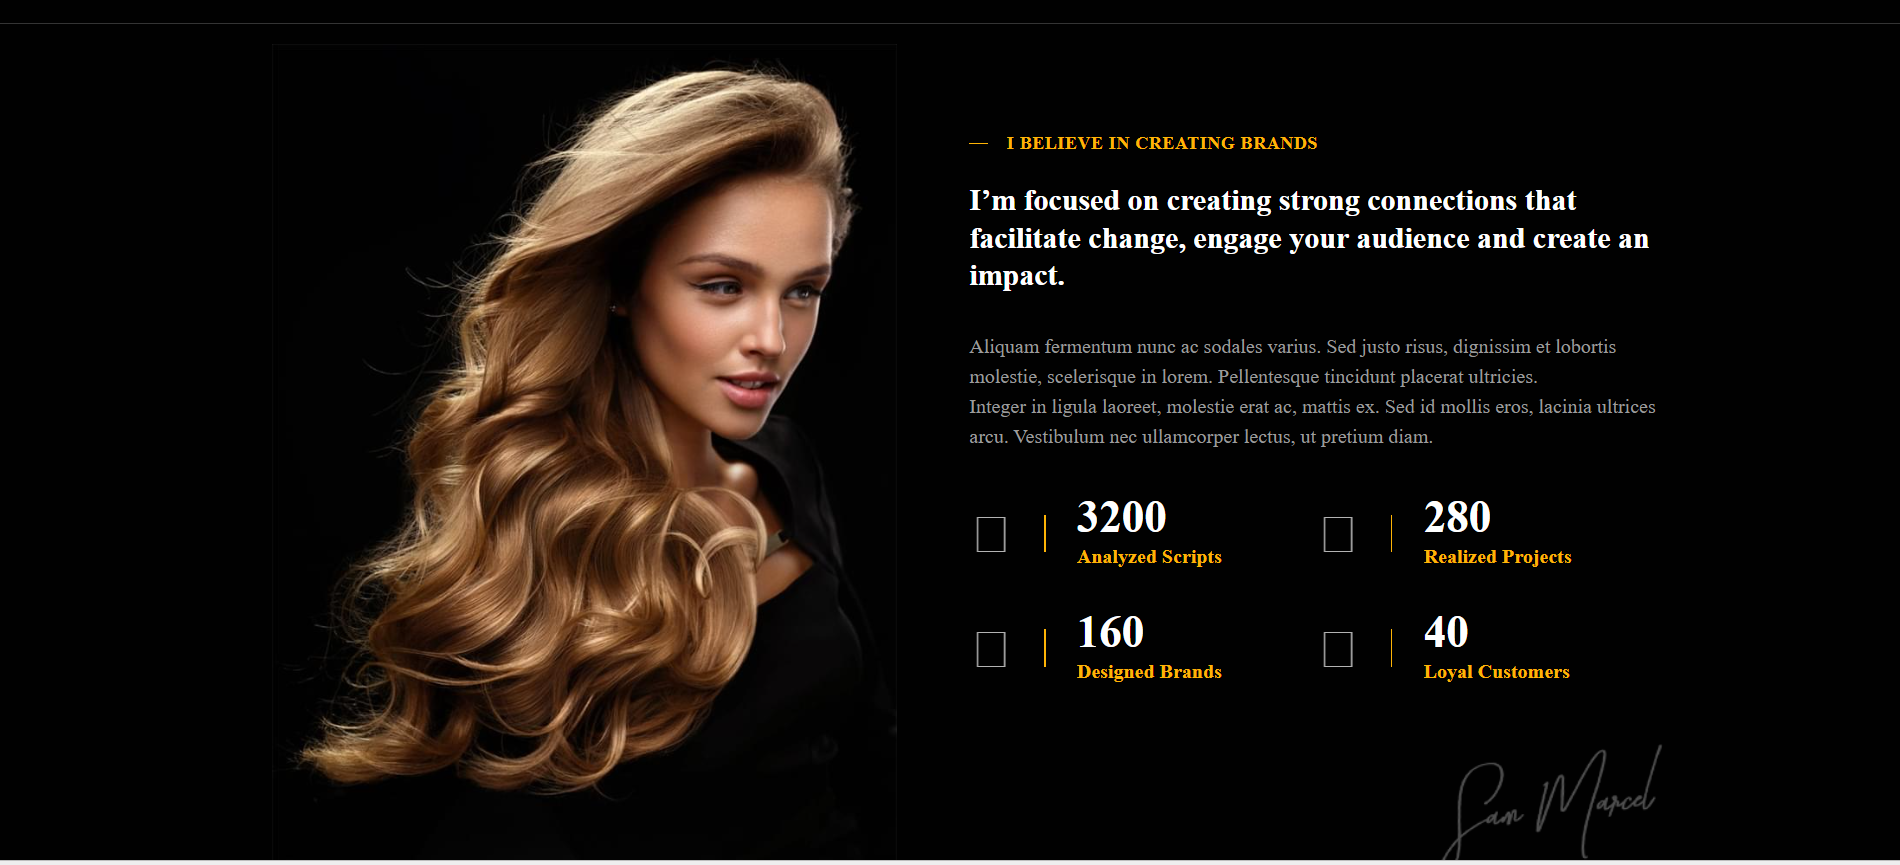 I BELIEVE IN CREATING BRANDS
I’m focused on creating strong connections that
facilitate change, engage your audience and create an
impact.
Aliquam fermentum nunc ac sodales varius. Sed justo risus, dignissim et lobortis
molestie, scelerisque in lorem. Pellentesque tincidunt placerat ultricies.
Integer in ligula laoreet, molestie erat ac, mattis ex. Sed id mollis eros, lacinia ultrices
arcu. Vestibulum nec ullamcorper lectus, ut pretium diam.
3200
Analyzed Scripts
280
Realized Projects
160
Designed Brands
40
Loyal Customers
Sam Marcel